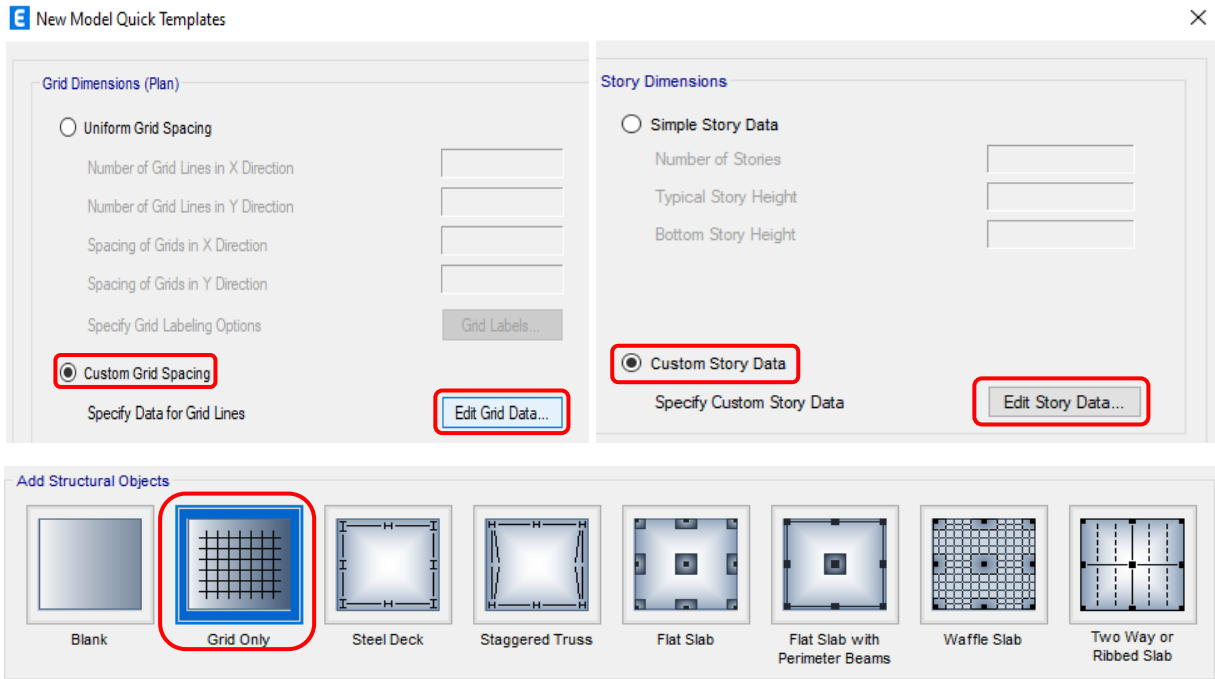 E New Model Quick Templates
Grid Dimensions (Plan)
Uniform Grid Spacing
Number of Grid Lines in X Direction
Number of Grid Lines in Y Direction
Spacing of Grids in X Direction
Spacing of Grids in Y Direction
Specify Grid Labeling Options
Grid Labels...
Custom Grid Spacing
Specify Data for Grid Lines
Edit Grid Data...
Story Dimensions
Simple Story Data
Number of Stories
Typical Story Height
Bottom Story Height
Custom Story Data
Specify Custom Story Data
Edit Story Data...
Add Structural Objects
Blank
Grid Only
Steel Deck
Staggered Truss
Flat Slab
Flat Slab with
Perimeter Beams
Waffle Slab
Two Way or
Ribbed Slab